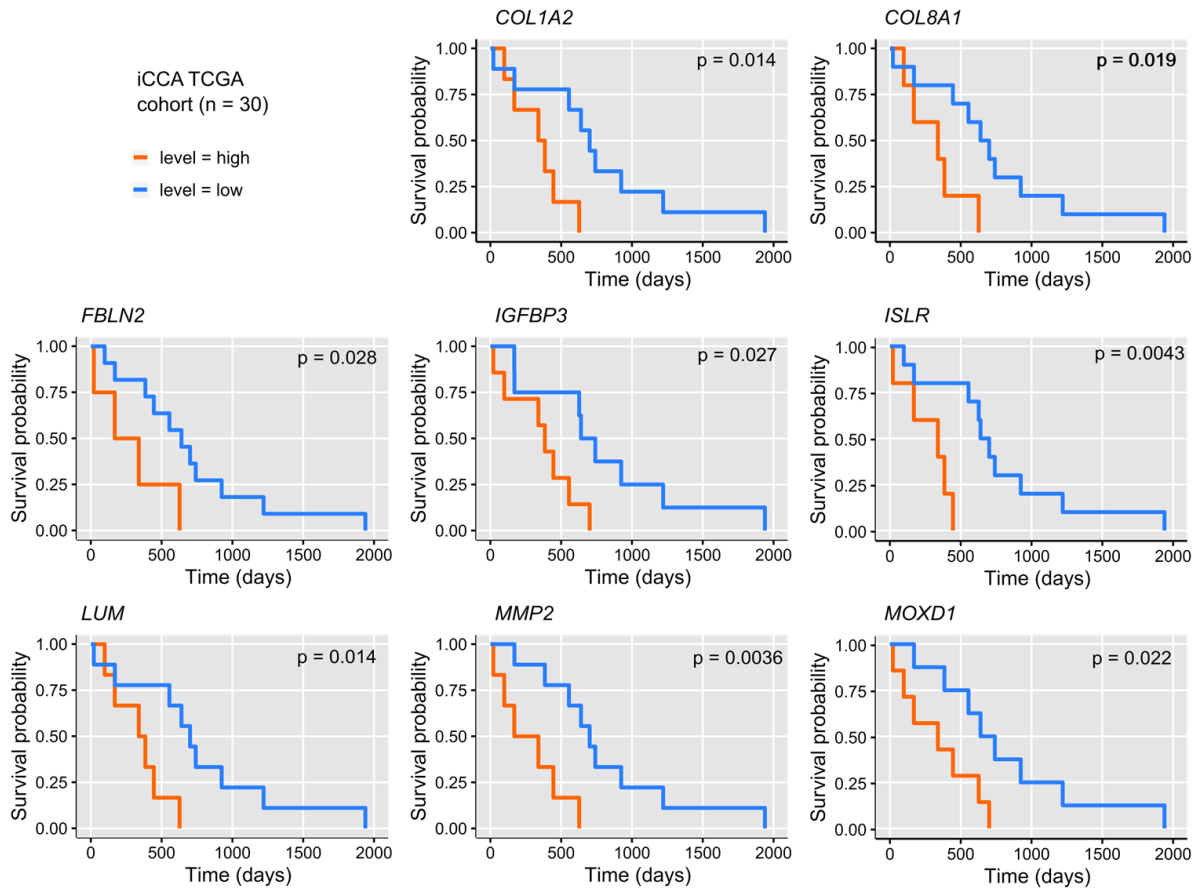 iCCA TCGA
cohort (n = 30)
level = high
level = low
COL1A2
1.00
0.75
0.50
0.25
0.00
Survival probability
p = 0.014
0 500 1000 1500 2000
Time (days)
COL8A1
1.00
0.75
0.50
0.25
0.00
Survival probability
p = 0.019
0 500 1000 1500 2000
Time (days)
FBLN2
1.00
0.75
0.50
0.25
0.00
Survival probability
p = 0.028
0 500 1000 1500 2000
Time (days)
IGFBP3
1.00
0.75
0.50
0.25
0.00
Survival probability
p = 0.027
0 500 1000 1500 2000
Time (days)
ISLR
1.00
0.75
0.50
0.25
0.00
Survival probability
p = 0.0043
0 500 1000 1500 2000
Time (days)
LUM
1.00
0.75
0.50
0.25
0.00
Survival probability
p = 0.014
0 500 1000 1500 2000
Time (days)
MMP2
1.00
0.75
0.50
0.25
0.00
Survival probability
p = 0.0036
0 500 1000 1500 2000
Time (days)
MOXD1
1.00
0.75
0.50
0.25
0.00
Survival probability
p = 0.022
0 500 1000 1500 2000
Time (days)